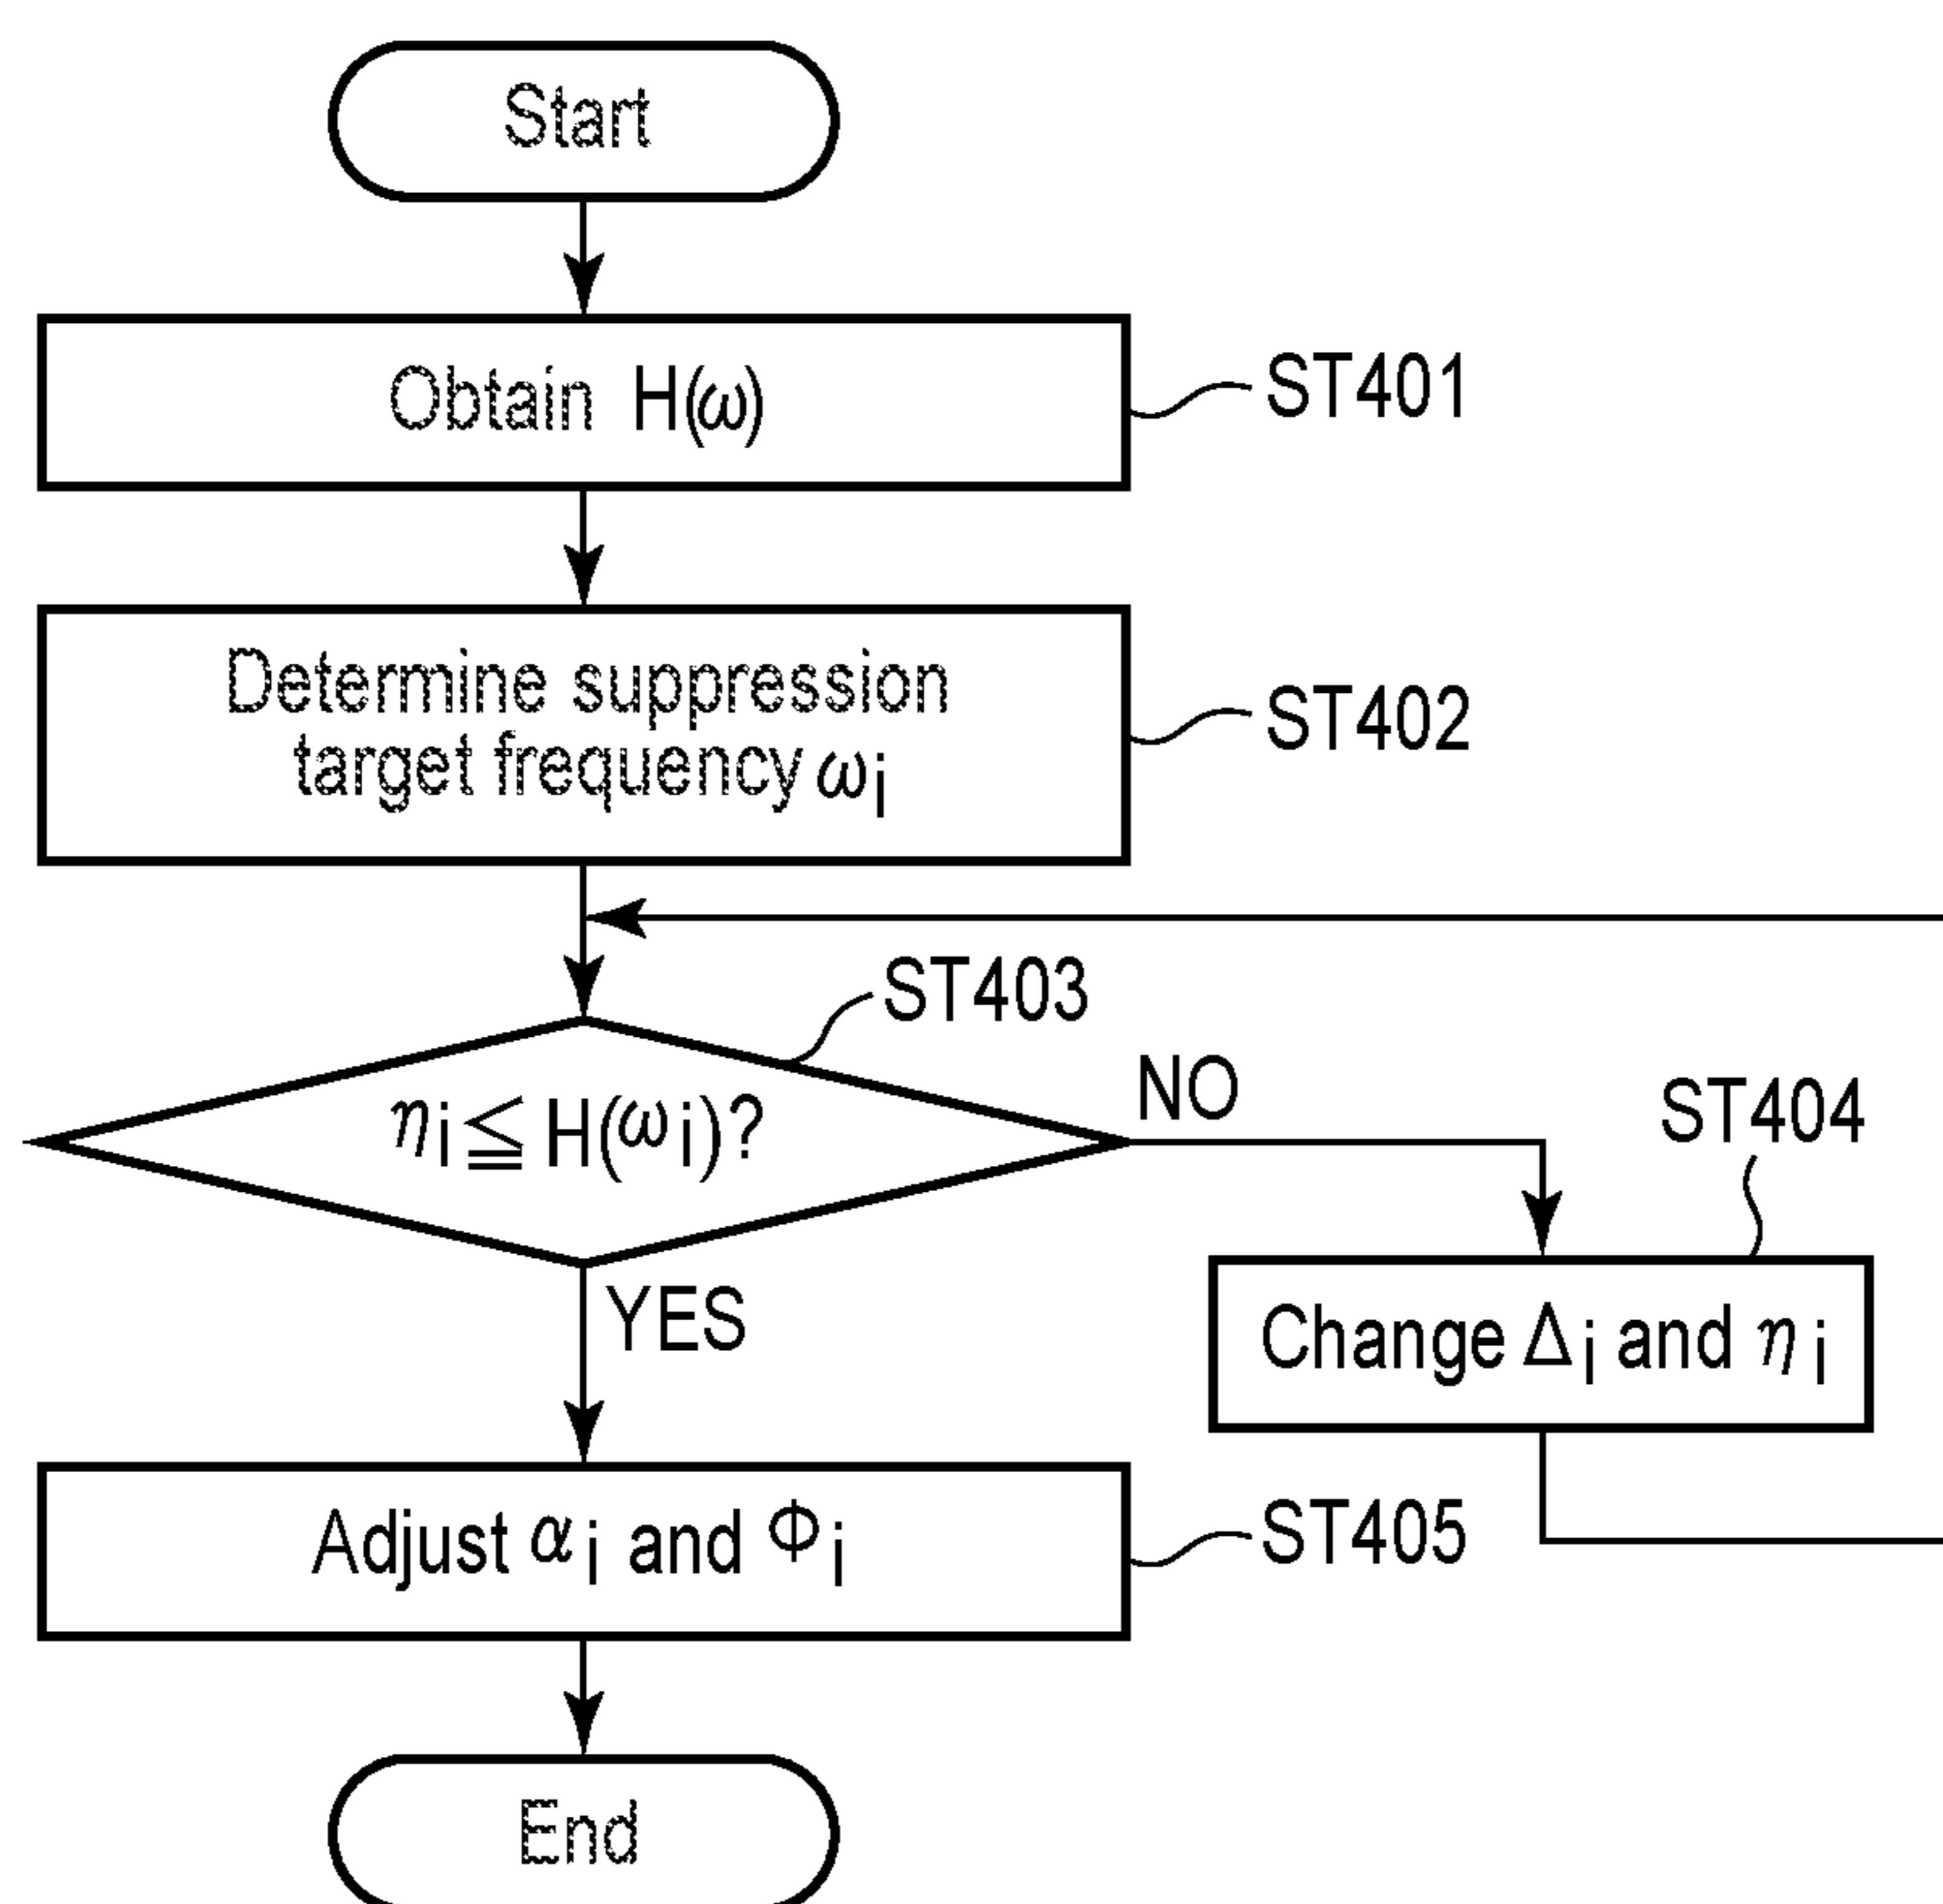 Start
Obtain H(ω)
ST401
Determine suppression
target frequency ωi
ST402
ST403
ηi ≦ H(ωi)?
NO
ST404
YES
Change Δi and ηi
Adjust αi and Φi
ST405
End